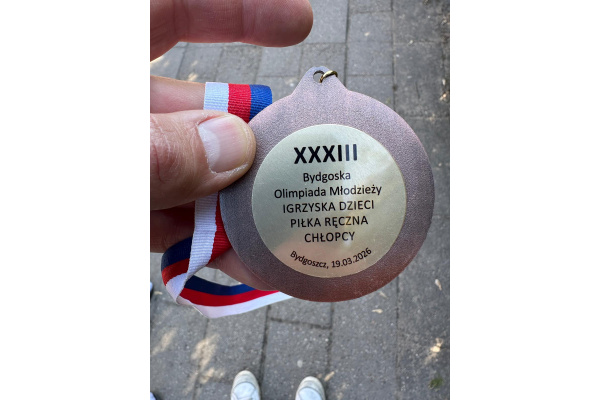 XXXIII
Bydgoska
Olimpiada Młodzieży
IGRZYSKA DZIECI
PIŁKA RĘCZNA
CHŁOPCY
Bydgoszcz, 19.03.2026